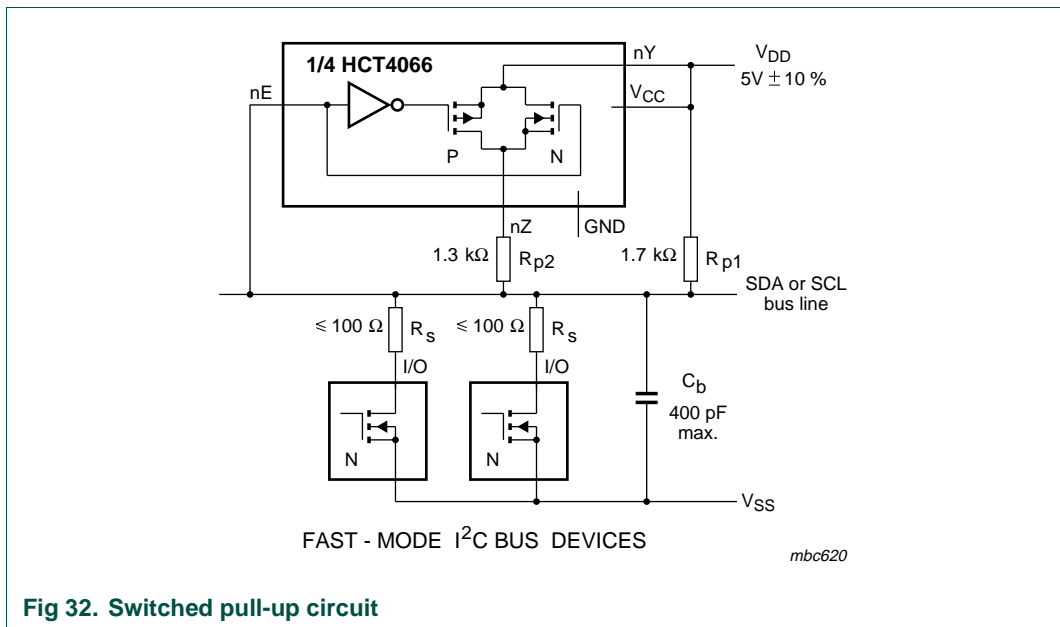 1/4 HCT4066
nY
V_DD
5V ± 10 %
nE
V_CC
P
N
nZ
GND
1.3 kΩ
R_p2
1.7 kΩ
R_p1
SDA or SCL
bus line
≤ 100 Ω
R_s
≤ 100 Ω
R_s
I/O
I/O
C_b
400 pF
max.
N
N
V_SS
FAST - MODE I²C BUS DEVICES
mbc620
Fig 32. Switched pull-up circuit